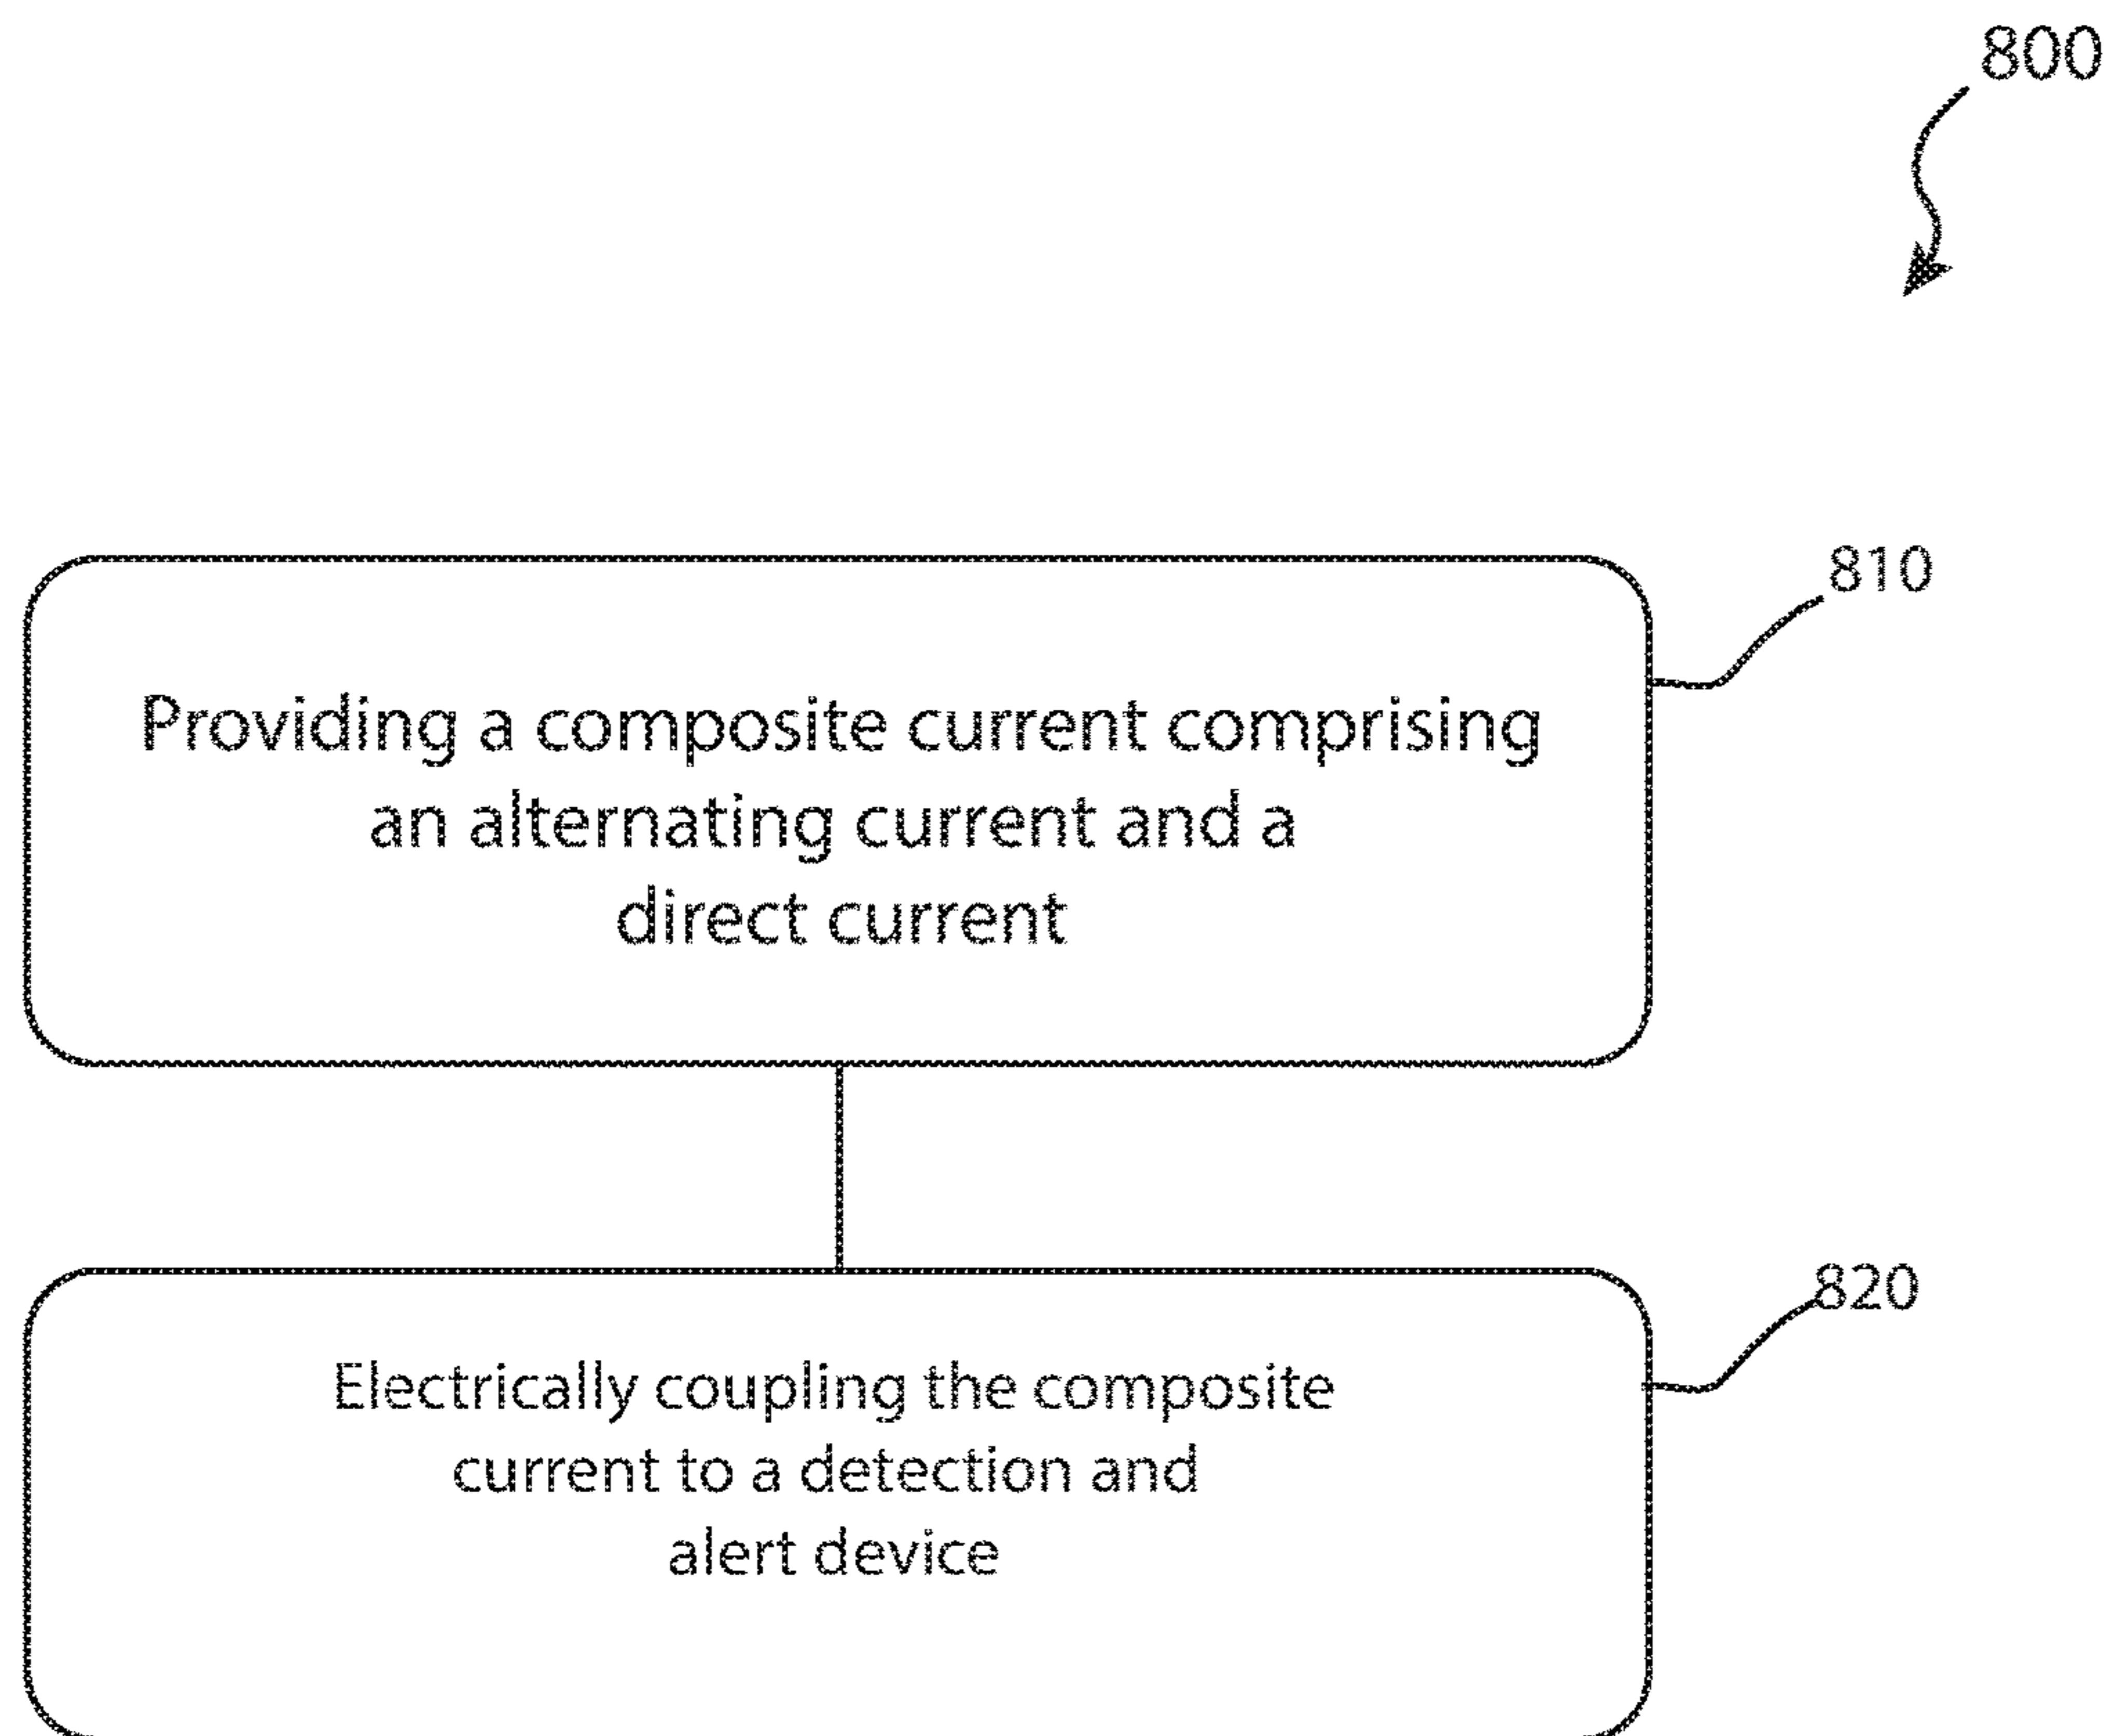 800
810
Providing a composite current comprising
an alternating current and a
direct current
820
Electrically coupling the composite
current to a detection and
alert device